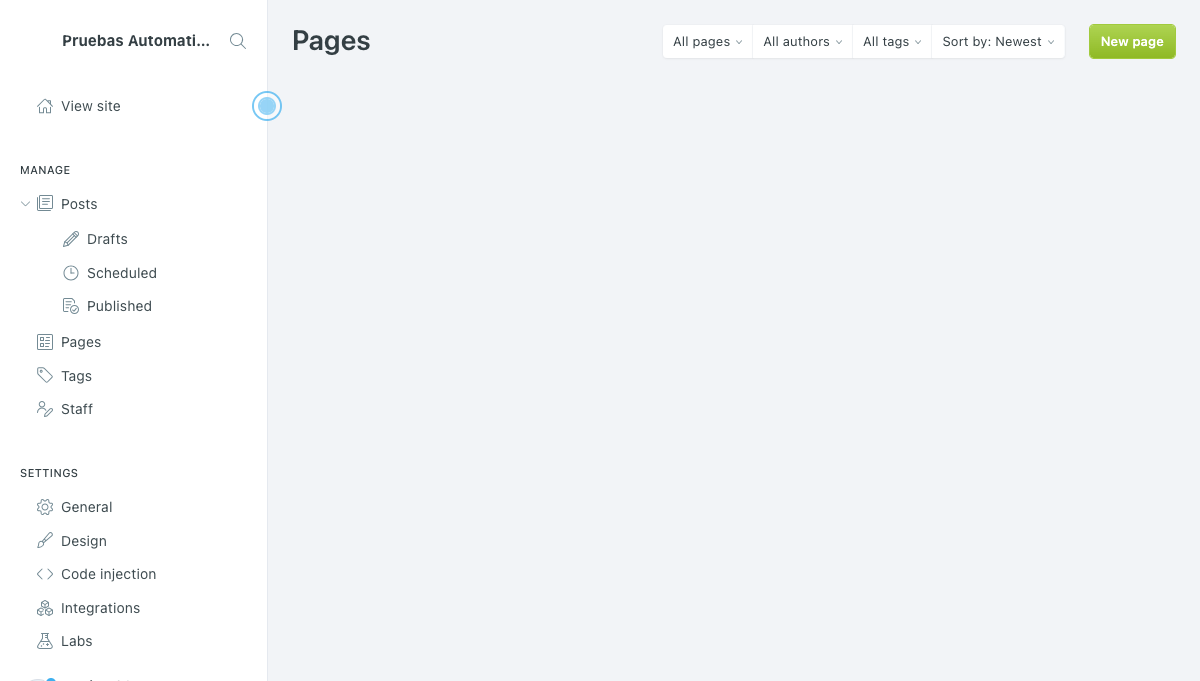 Pruebas Automati...
View site
MANAGE
Posts
Drafts
Scheduled
Published
Pages
Tags
Staff
SETTINGS
General
Design
Code injection
Integrations
Labs
Pages
All pages
All authors
All tags
Sort by: Newest
New page